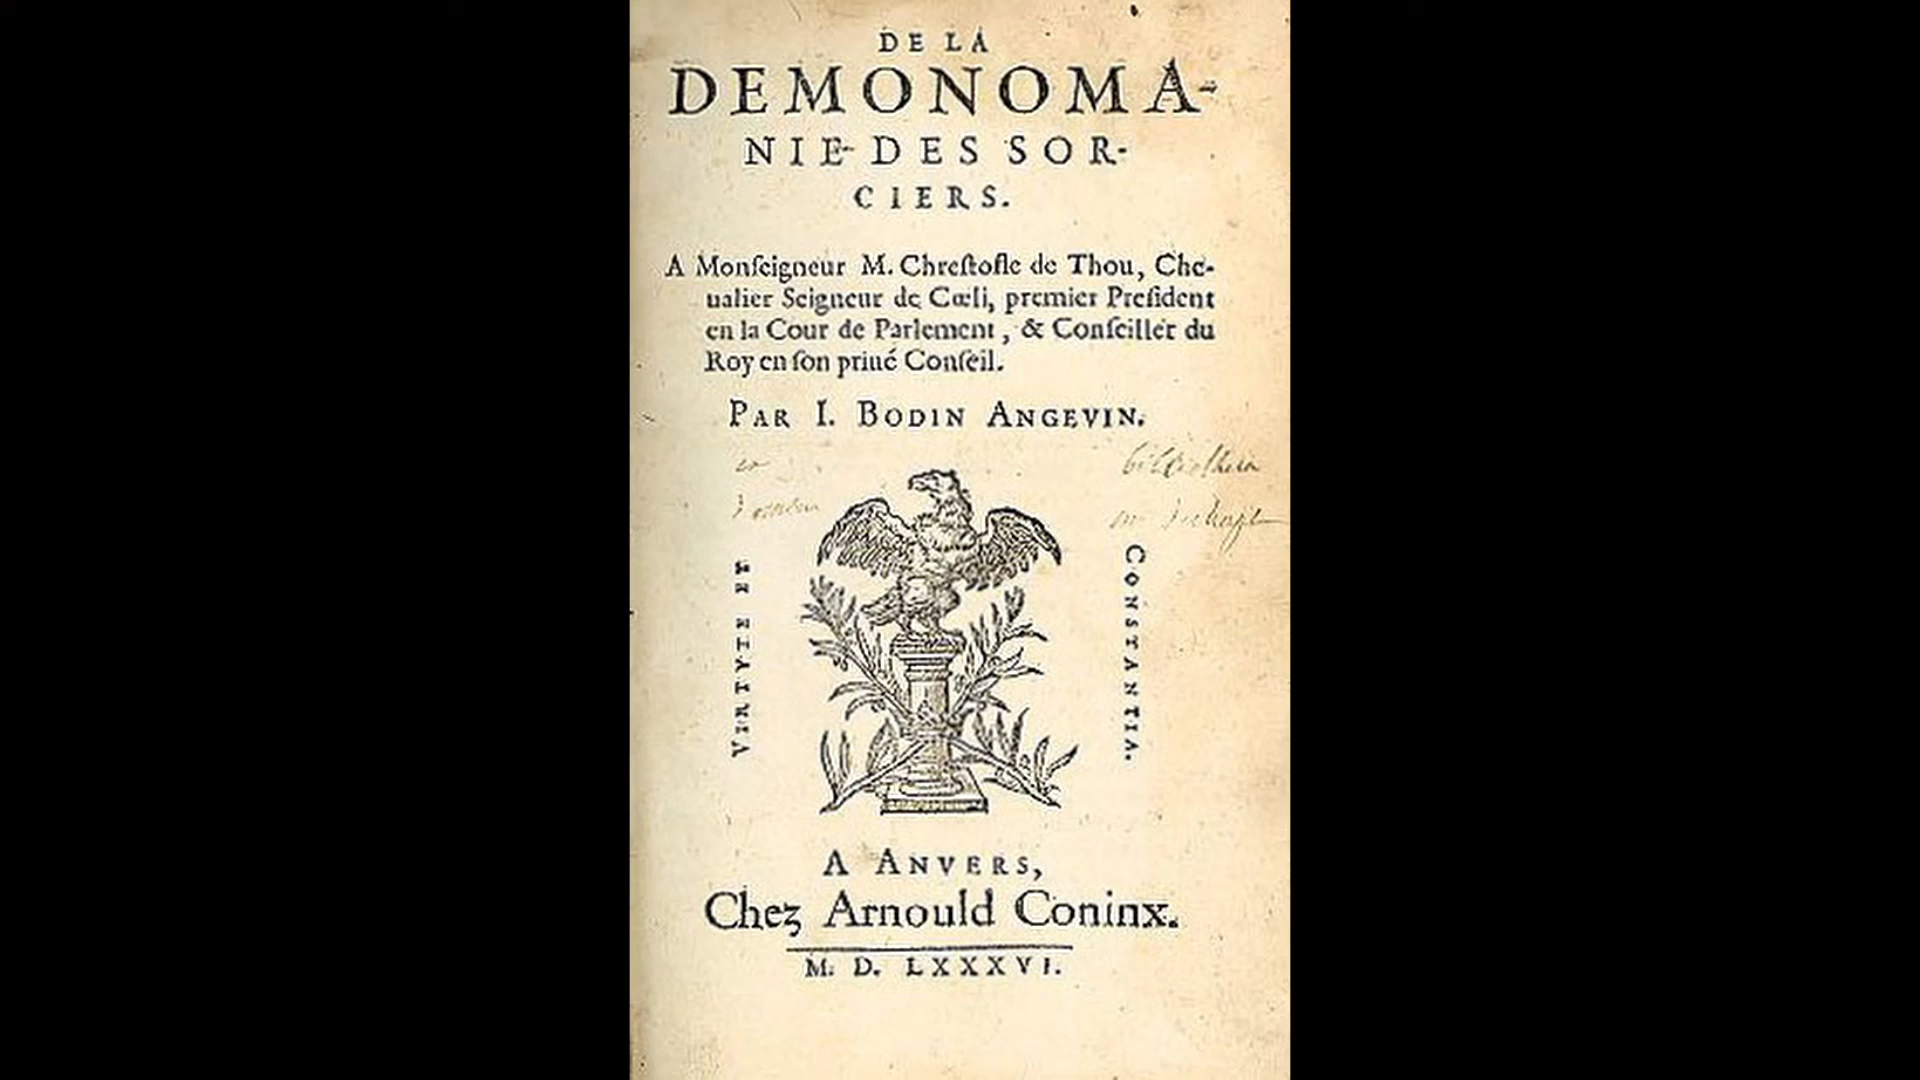 DE LA
DEMONOMA-
NIE DES SOR-
CIERS.
A Monſeigneur M. Chreſtofle de Thou, Che-
ualier Seigneur de Cœli, premier Preſident
en la Cour de Parlement, & Conſeiller du
Roy en ſon priué Conſeil.
PAR I. BODIN ANGEVIN.
VIRTVTE ET
CONSTANTIA.
A ANVERS,
Chez Arnould Coninx.
M. D. LXXXVI.